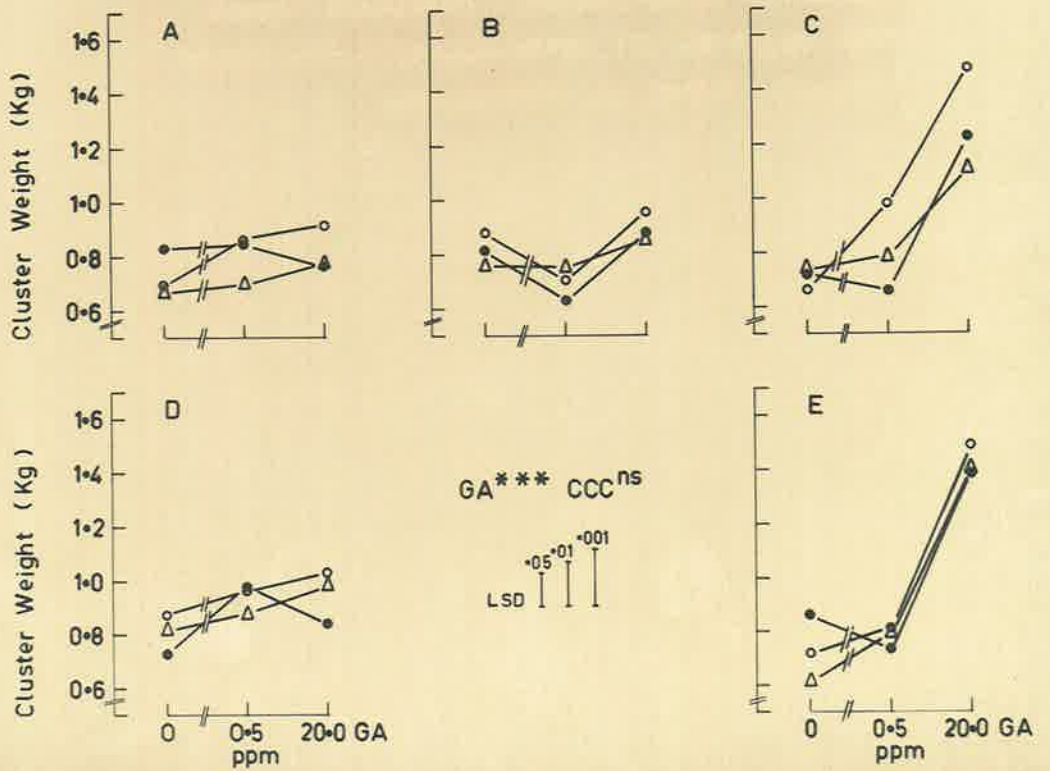 A
B
C
Cluster Weight (Kg)
1·6
1·4
1·2
1·0
0·8
0·6
D
E
Cluster Weight (Kg)
1·6
1·4
1·2
1·0
0·8
0·6
GA*** CCC ns
·05 ·01 ·001
LSD
0 0·5 20·0 GA
ppm
0 0·5 20·0 GA
ppm